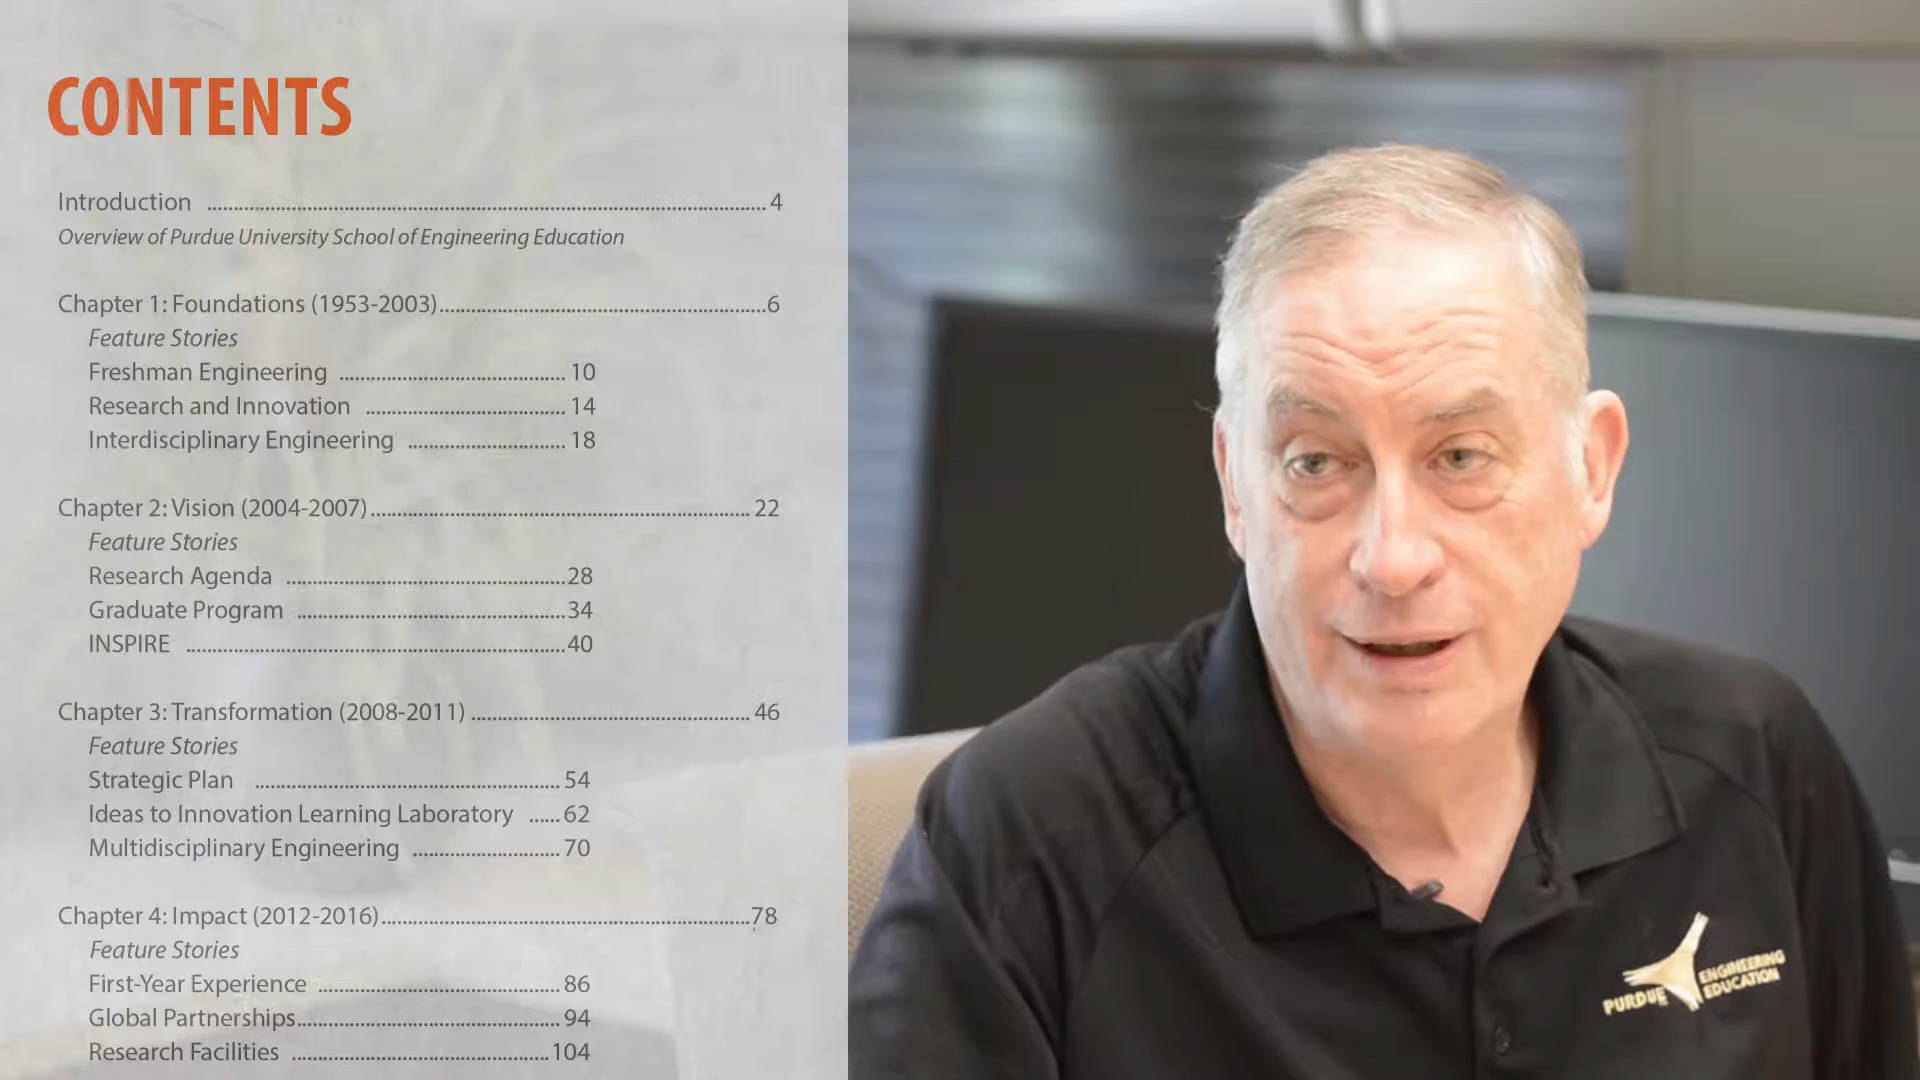 CONTENTS
Introduction ........ 4
Overview of Purdue University School of Engineering Education
Chapter 1: Foundations (1953-2003) ........ 6
Feature Stories
Freshman Engineering ........ 10
Research and Innovation ........ 14
Interdisciplinary Engineering ........ 18
Chapter 2: Vision (2004-2007) ........ 22
Feature Stories
Research Agenda ........ 28
Graduate Program ........ 34
INSPIRE ........ 40
Chapter 3: Transformation (2008-2011) ........ 46
Feature Stories
Strategic Plan ........ 54
Ideas to Innovation Learning Laboratory ...... 62
Multidisciplinary Engineering ........ 70
Chapter 4: Impact (2012-2016) ........ 78
Feature Stories
First-Year Experience ........ 86
Global Partnerships ........ 94
Research Facilities ........ 104
PURDUE ENGINEERING
EDUCATION